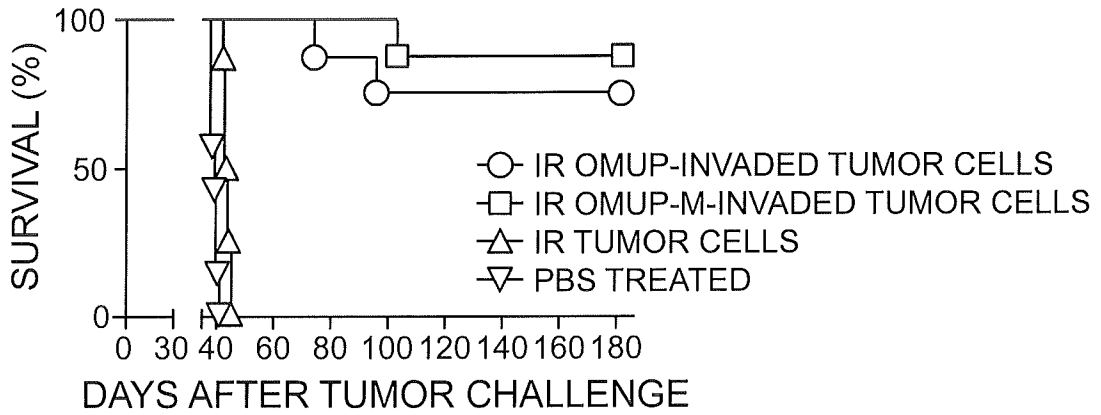 100
50
0
SURVIVAL (%)
IR OMUP-INVADED TUMOR CELLS
IR OMUP-M-INVADED TUMOR CELLS
IR TUMOR CELLS
PBS TREATED
0 30 40 60 80 100 120 140 160 180
DAYS AFTER TUMOR CHALLENGE